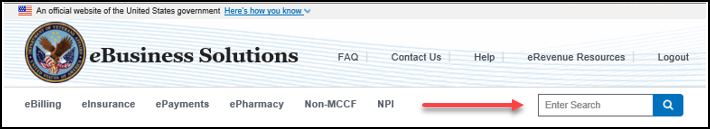 An official website of the United States government Here's how you know
eBusiness Solutions
FAQ Contact Us Help eRevenue Resources Logout
eBilling eInsurance ePayments ePharmacy Non-MCCF NPI Enter Search